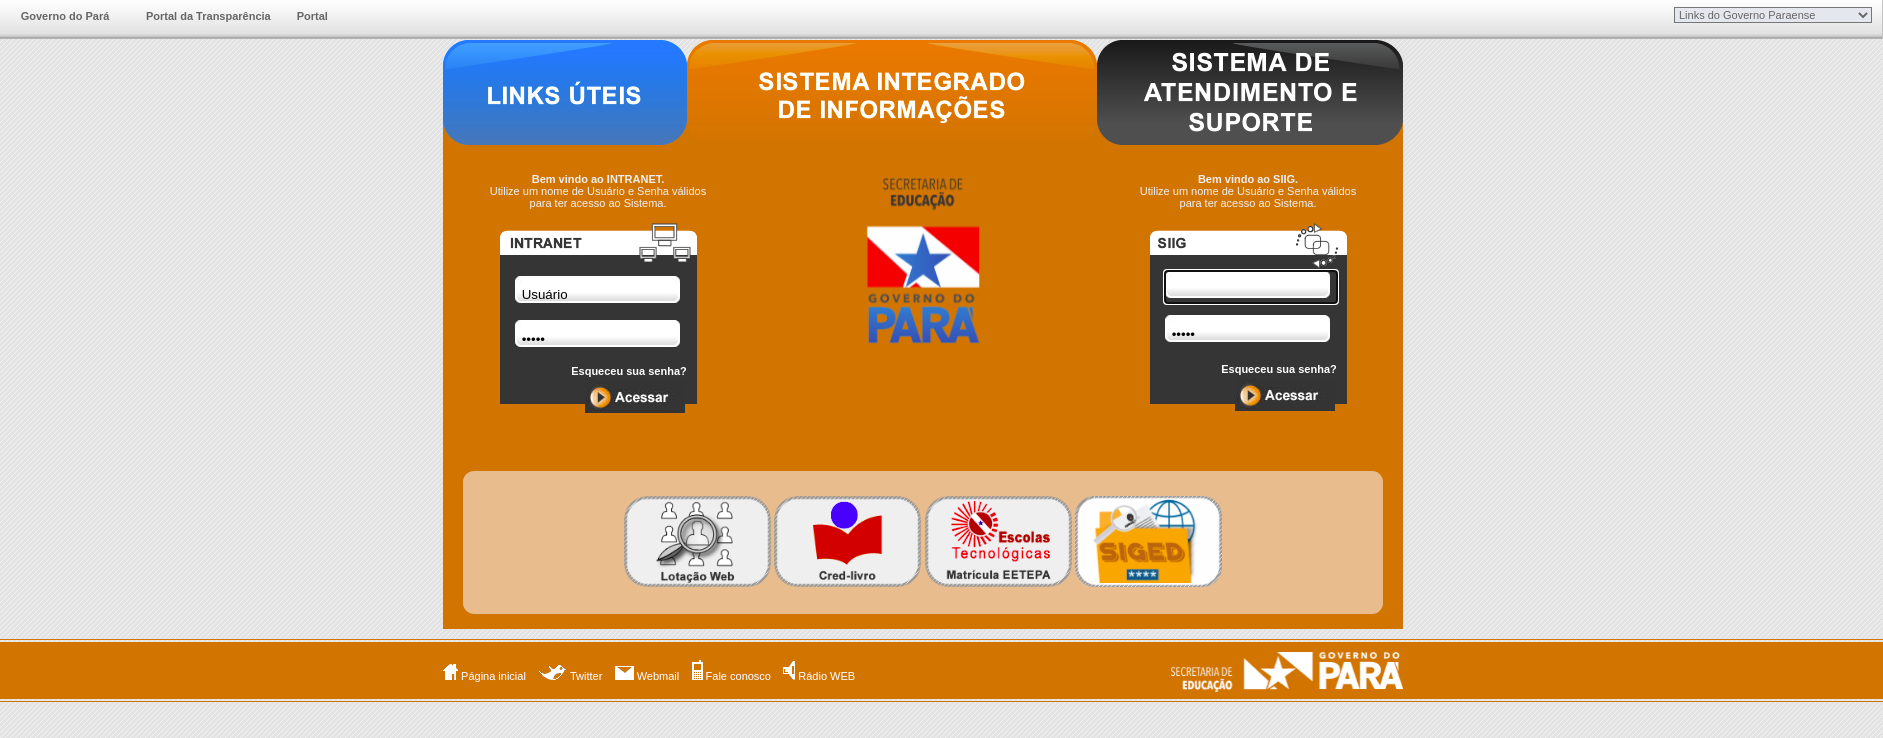 Governo do Pará
Portal da Transparência
Portal
Links do Governo Paraense
LINKS ÚTEIS
SISTEMA INTEGRADO
DE INFORMAÇÕES
SISTEMA DE
ATENDIMENTO E
SUPORTE
Bem vindo ao INTRANET.
Utilize um nome de Usuário e Senha válidos
para ter acesso ao Sistema.
INTRANET
Usuário
•••••
Esqueceu sua senha?
Acessar
SECRETARIA DE
EDUCAÇÃO
GOVERNO DO
PARÁ
Bem vindo ao SIIG.
Utilize um nome de Usuário e Senha válidos
para ter acesso ao Sistema.
SIIG
•••••
Esqueceu sua senha?
Acessar
Lotação Web
Cred-livro
Escolas
Tecnológicas
Matrícula EETEPA
SIGED
****
Página inicial
Twitter
Webmail
Fale conosco
Rádio WEB
SECRETARIA DE
EDUCAÇÃO
GOVERNO DO
PARÁ